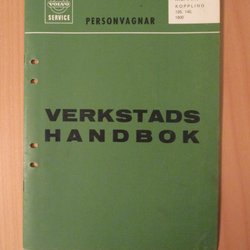 VOLVO
SERVICE
PERSONVAGNAR
KOPPLING
120, 140,
1800
VERKSTADS
HANDBOK